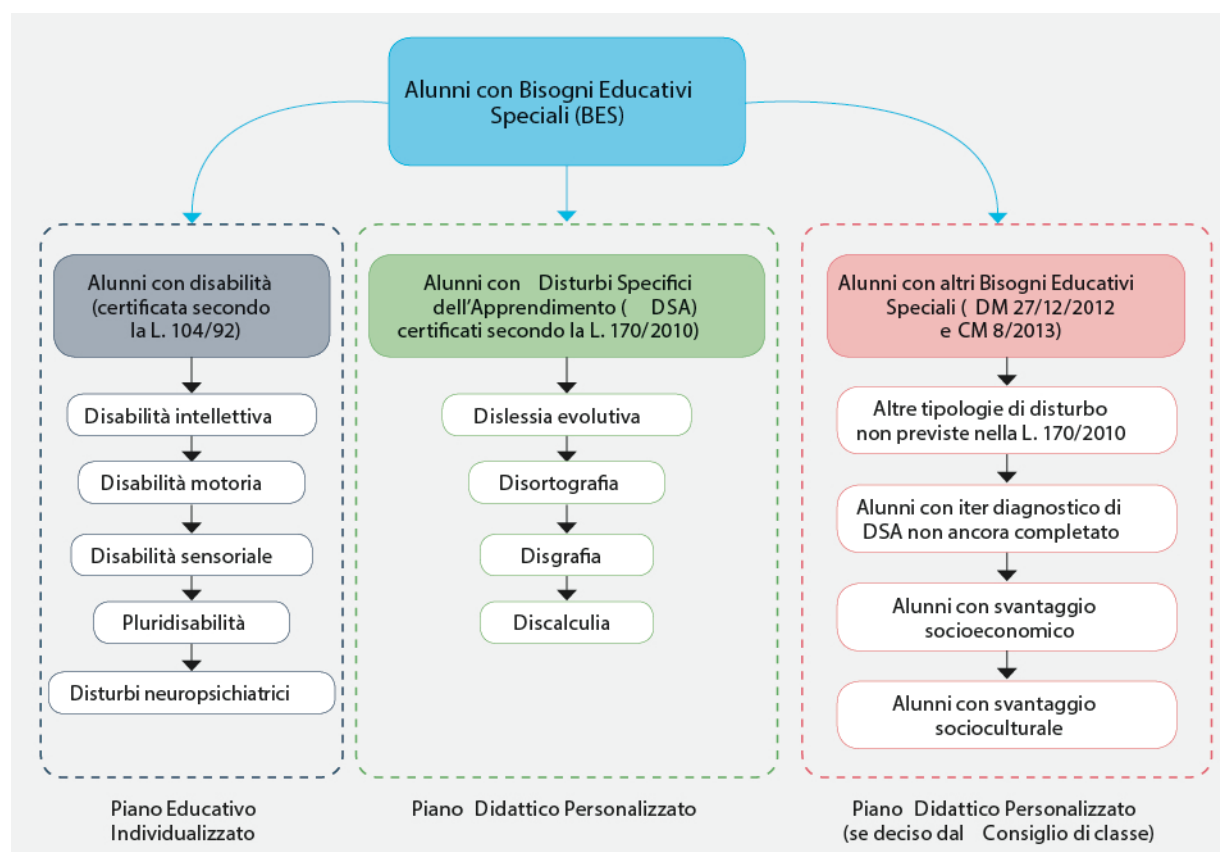 Alunni con Bisogni Educativi
Speciali (BES)
Alunni con disabilità
(certificata secondo
la L. 104/92)
Disabilità intellettiva
Disabilità motoria
Disabilità sensoriale
Pluridisabilità
Disturbi neuropsichiatrici
Piano Educativo
Individualizzato
Alunni con Disturbi Specifici
dell’Apprendimento ( DSA)
certificati secondo la L. 170/2010)
Dislessia evolutiva
Disortografia
Disgrafia
Discalculia
Piano Didattico Personalizzato
Alunni con altri Bisogni Educativi
Speciali ( DM 27/12/2012
e CM 8/2013)
Altre tipologie di disturbo
non previste nella L. 170/2010
Alunni con iter diagnostico di
DSA non ancora completato
Alunni con svantaggio
socioeconomico
Alunni con svantaggio
socioculturale
Piano Didattico Personalizzato
(se deciso dal Consiglio di classe)